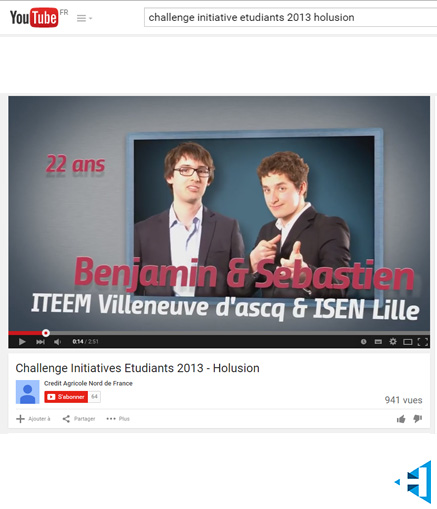 YouTube FR
challenge initiative etudiants 2013 holusion
22 ans
Benjamin & Sebastien
ITEEM Villeneuve d'ascq & ISEN Lille
0:14 / 2:51
Challenge Initiatives Etudiants 2013 - Holusion
Credit Agricole Nord de France
S'abonner 64
941 vues
Ajouter à Partager Plus